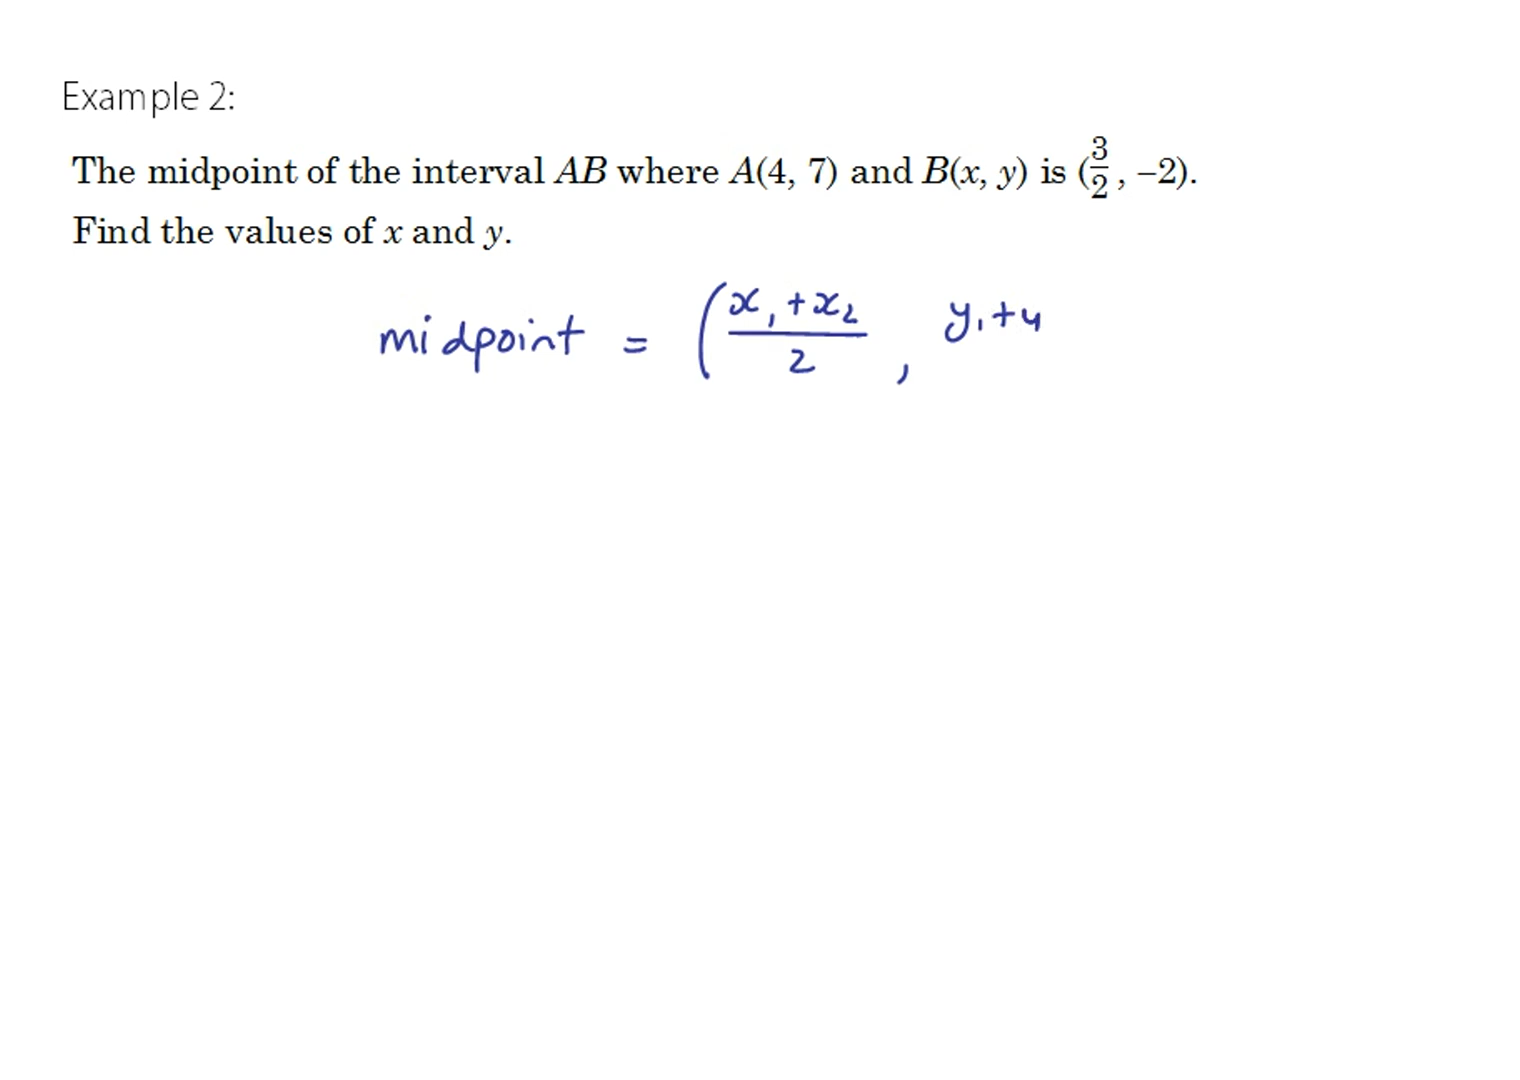 Example 2:
The midpoint of the interval AB where A(4, 7) and B(x, y) is (3/2, –2).
Find the values of x and y.
midpoint = (x₁+x₂/2, y₁+y